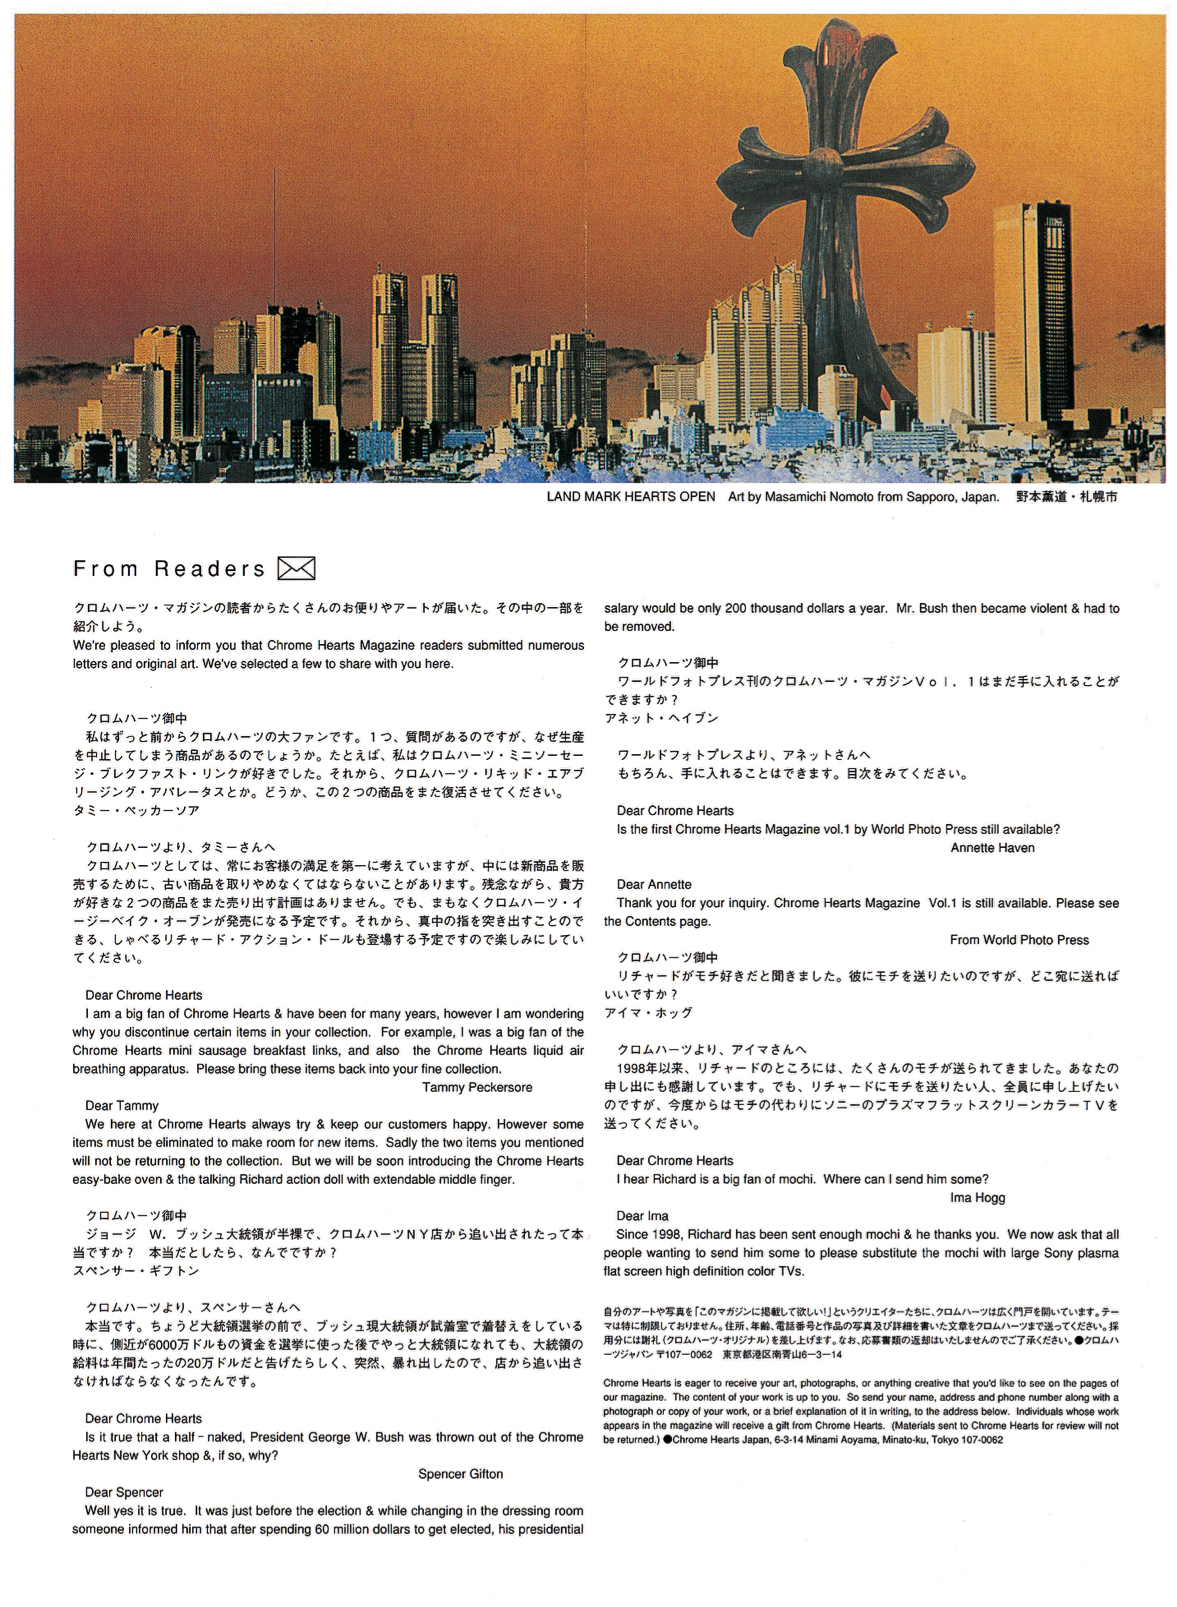 LAND MARK HEARTS OPEN Art by Masamichi Nomoto from Sapporo, Japan. 野本薫道・札幌市
From Readers
クロムハーツ・マガジンの読者からたくさんのお便りやアートが届いた。その中の一部を
紹介しよう。
We're pleased to inform you that Chrome Hearts Magazine readers submitted numerous
letters and original art. We've selected a few to share with you here.
クロムハーツ御中
私はずっと前からクロムハーツの大ファンです。1つ、質問があるのですが、なぜ生産
を中止してしまう商品があるのでしょうか。たとえば、私はクロムハーツ・ミニソーセー
ジ・ブレクファスト・リンクが好きでした。それから、クロムハーツ・リキッド・エアブ
リージング・アパレータスとか。どうか、この2つの商品をまた復活させてください。
タミー・ペッカーソア
クロムハーツより、タミーさんへ
クロムハーツとしては、常にお客様の満足を第一に考えていますが、中には新商品を販
売するために、古い商品を取りやめなくてはならないことがあります。残念ながら、貴方
が好きな2つの商品をまた売り出す計画はありません。でも、まもなくクロムハーツ・イ
ージーベイク・オーブンが発売になる予定です。それから、真中の指を突き出すことので
きる、しゃべるリチャード・アクション・ドールも登場する予定ですので楽しみにしてい
てください。
Dear Chrome Hearts
I am a big fan of Chrome Hearts & have been for many years, however I am wondering
why you discontinue certain items in your collection. For example, I was a big fan of the
Chrome Hearts mini sausage breakfast links, and also the Chrome Hearts liquid air
breathing apparatus. Please bring these items back into your fine collection.
Tammy Peckersore
Dear Tammy
We here at Chrome Hearts always try & keep our customers happy. However some
items must be eliminated to make room for new items. Sadly the two items you mentioned
will not be returning to the collection. But we will be soon introducing the Chrome Hearts
easy-bake oven & the talking Richard action doll with extendable middle finger.
クロムハーツ御中
ジョージ W. ブッシュ大統領が半裸で、クロムハーツNY店から追い出されたって本
当ですか? 本当だとしたら、なんでですか?
スペンサー・ギフトン
クロムハーツより、スペンサーさんへ
本当です。ちょうど大統領選挙の前で、ブッシュ現大統領が試着室で着替えをしている
時に、側近が6000万ドルもの資金を選挙に使った後でやっと大統領になれても、大統領の
給料は年間たったの20万ドルだと告げたらしく、突然、暴れ出したので、店から追い出さ
なければならなくなったんです。
Dear Chrome Hearts
Is it true that a half-naked, President George W. Bush was thrown out of the Chrome
Hearts New York shop &, if so, why?
Spencer Gifton
Dear Spencer
Well yes it is true. It was just before the election & while changing in the dressing room
someone informed him that after spending 60 million dollars to get elected, his presidential
salary would be only 200 thousand dollars a year. Mr. Bush then became violent & had to
be removed.
クロムハーツ御中
ワールドフォトプレス刊のクロムハーツ・マガジンVol.1はまだ手に入れることが
できますか?
アネット・ヘイブン
ワールドフォトプレスより、アネットさんへ
もちろん、手に入れることはできます。目次をみてください。
Dear Chrome Hearts
Is the first Chrome Hearts Magazine vol.1 by World Photo Press still available?
Annette Haven
Dear Annette
Thank you for your inquiry. Chrome Hearts Magazine Vol.1 is still available. Please see
the Contents page.
From World Photo Press
クロムハーツ御中
リチャードがモチ好きだと聞きました。彼にモチを送りたいのですが、どこ宛に送れば
いいですか?
アイマ・ホッグ
クロムハーツより、アイマさんへ
1998年以来、リチャードのところには、たくさんのモチが送られてきました。あなたの
申し出にも感謝しています。でも、リチャードにモチを送りたい人、全員に申し上げたい
のですが、今度からはモチの代わりにソニーのプラズマフラットスクリーンカラーTVを
送ってください。
Dear Chrome Hearts
I hear Richard is a big fan of mochi. Where can I send him some?
Ima Hogg
Dear Ima
Since 1998, Richard has been sent enough mochi & he thanks you. We now ask that all
people wanting to send him some to please substitute the mochi with large Sony plasma
flat screen high definition color TVs.
自分のアートや写真を「このマガジンに掲載して欲しい!」というクリエイターたちに、クロムハーツは広く門戸を開いています。テー
マは特に制限しておりません。住所、年齢、電話番号と作品の写真及び詳細を書いた文章をクロムハーツまで送ってください。採
用分には謝礼(クロムハーツ・オリジナル)を差し上げます。なお、応募書類の返却はいたしませんのでご了承ください。●クロムハ
ーツジャパン 〒107-0062 東京都港区南青山6-3-14
Chrome Hearts is eager to receive your art, photographs, or anything creative that you'd like to see on the pages of
our magazine. The content of your work is up to you. So send your name, address and phone number along with a
photograph or copy of your work, or a brief explanation of it in writing, to the address below. Individuals whose work
appears in the magazine will receive a gift from Chrome Hearts. (Materials sent to Chrome Hearts for review will not
be returned.) ●Chrome Hearts Japan, 6-3-14 Minami Aoyama, Minato-ku, Tokyo 107-0062